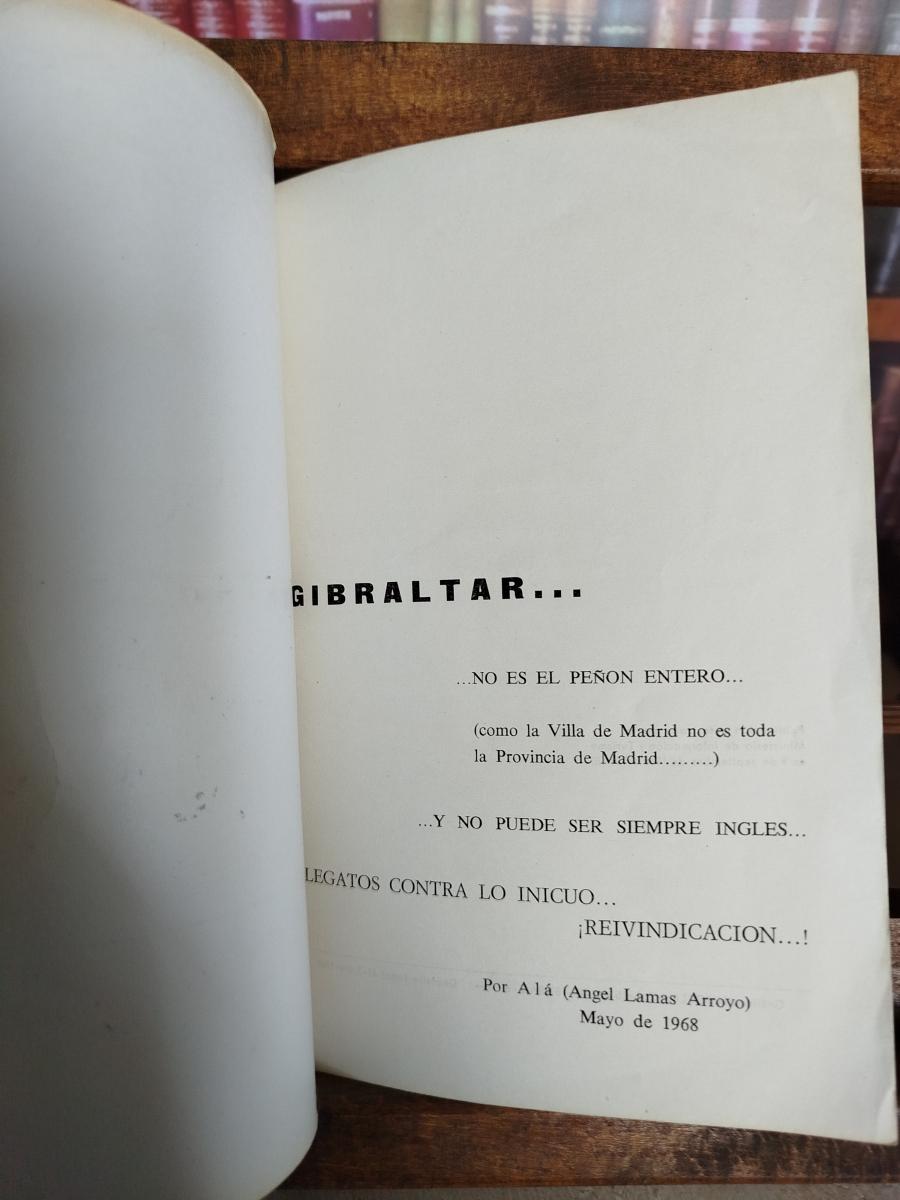 GIBRALTAR...
...NO ES EL PEÑON ENTERO...
(como la Villa de Madrid no es toda
la Provincia de Madrid.........)
...Y NO PUEDE SER SIEMPRE INGLES...
LEGATOS CONTRA LO INICUO...
¡REIVINDICACION...!
Por Alá (Angel Lamas Arroyo)
Mayo de 1968